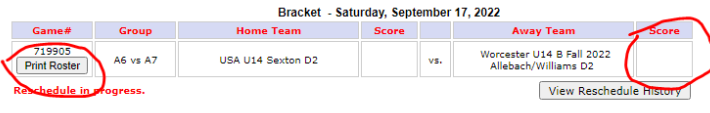 Bracket - Saturday, September 17, 2022
Game# Group Home Team Score Away Team Score
719905
Print Roster
A6 vs A7
USA U14 Sexton D2
vs.
Worcester U14 B Fall 2022
Allebach/Williams D2
Reschedule in progress.
View Reschedule History